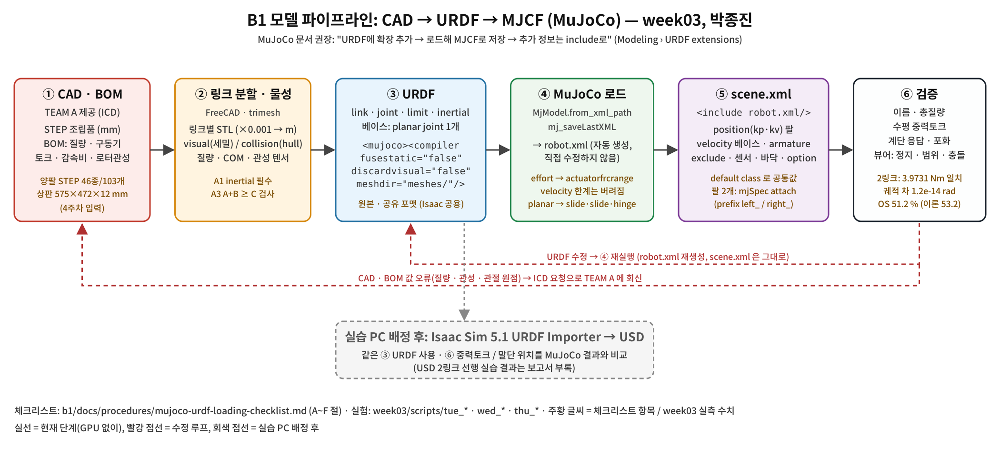 B1 모델 파이프라인: CAD → URDF → MJCF (MuJoCo) — week03, 박종진
MuJoCo 문서 권장: "URDF에 확장 추가 → 로드해 MJCF로 저장 → 추가 정보는 include로" (Modeling › URDF extensions)
① CAD · BOM
TEAM A 제공 (ICD)
STEP 조립품 (mm)
BOM: 질량 · 구동기
토크 · 감속비 · 로터관성
양팔 STEP 46종/103개
상판 575×472×12 mm
(4주차 입력)
② 링크 분할 · 물성
FreeCAD · trimesh
링크별 STL (×0.001 → m)
visual(세밀) / collision(hull)
질량 · COM · 관성 텐서
A1 inertial 필수
A3 A+B ≥ C 검사
③ URDF
link · joint · limit · inertial
베이스: planar joint 1개
<mujoco><compiler
fusestatic="false"
discardvisual="false"
meshdir="meshes/"/>
원본 · 공유 포맷 (Isaac 공용)
④ MuJoCo 로드
MjModel.from_xml_path
mj_saveLastXML
→ robot.xml (자동 생성,
직접 수정하지 않음)
effort → actuatorfrcrange
velocity 한계는 버려짐
planar → slide·slide·hinge
⑤ scene.xml
<include robot.xml/>
position(kp·kv) 팔
velocity 베이스 · armature
exclude · 센서 · 바닥 · option
default class 로 공통값
팔 2개: mjSpec attach
(prefix left_ / right_)
⑥ 검증
이름 · 총질량
수평 중력토크
계단 응답 · 포화
뷰어: 정지 · 범위 · 충돌
2링크: 3.9731 Nm 일치
궤적 차 1.2e-14 rad
OS 51.2 % (이론 53.2)
URDF 수정 → ④ 재실행 (robot.xml 재생성, scene.xml 은 그대로)
CAD · BOM 값 오류(질량 · 관성 · 관절 원점) → ICD 요청으로 TEAM A 에 회신
실습 PC 배정 후: Isaac Sim 5.1 URDF Importer → USD
같은 ③ URDF 사용 · ⑥ 중력토크 / 말단 위치를 MuJoCo 결과와 비교
(USD 2링크 선행 실습 결과는 보고서 부록)
체크리스트: b1/docs/procedures/mujoco-urdf-loading-checklist.md (A~F 절) · 실험: week03/scripts/tue_* · wed_* · thu_* · 주황 글씨 = 체크리스트 항목 / week03 실측 수치
실선 = 현재 단계(GPU 없이), 빨강 점선 = 수정 루프, 회색 점선 = 실습 PC 배정 후